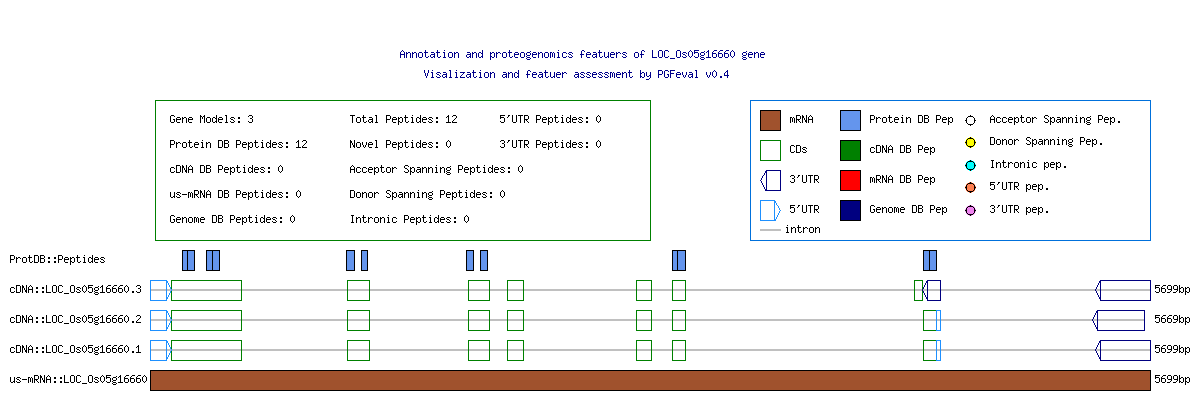 Annotation and proteogenomics featuers of LOC_Os05g16660 gene
Visalization and featuer assessment by PGFeval v0.4
Gene Models: 3 Total Peptides: 12 5'UTR Peptides: 0
Protein DB Peptides: 12 Novel Peptides: 0 3'UTR Peptides: 0
cDNA DB Peptides: 0 Acceptor Spanning Peptides: 0
us-mRNA DB Peptides: 0 Donor Spanning Peptides: 0
Genome DB Peptides: 0 Intronic Peptides: 0
mRNA Protein DB Pep Acceptor Spanning Pep.
CDs cDNA DB Pep Donor Spanning Pep.
3'UTR mRNA DB Pep Intronic pep.
5'UTR Genome DB Pep 5'UTR pep.
intron 3'UTR pep.
ProtDB::Peptides
cDNA::LOC_Os05g16660.3 5699bp
cDNA::LOC_Os05g16660.2 5669bp
cDNA::LOC_Os05g16660.1 5699bp
us-mRNA::LOC_Os05g16660 5699bp